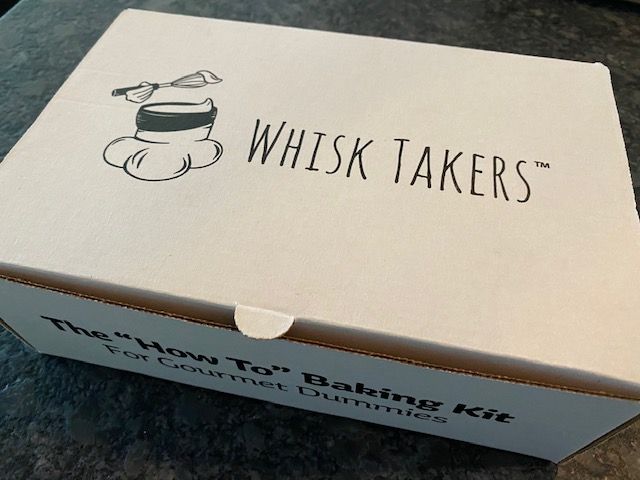 WHISK TAKERS™
The "How To" Baking Kit
For Gourmet Dummies